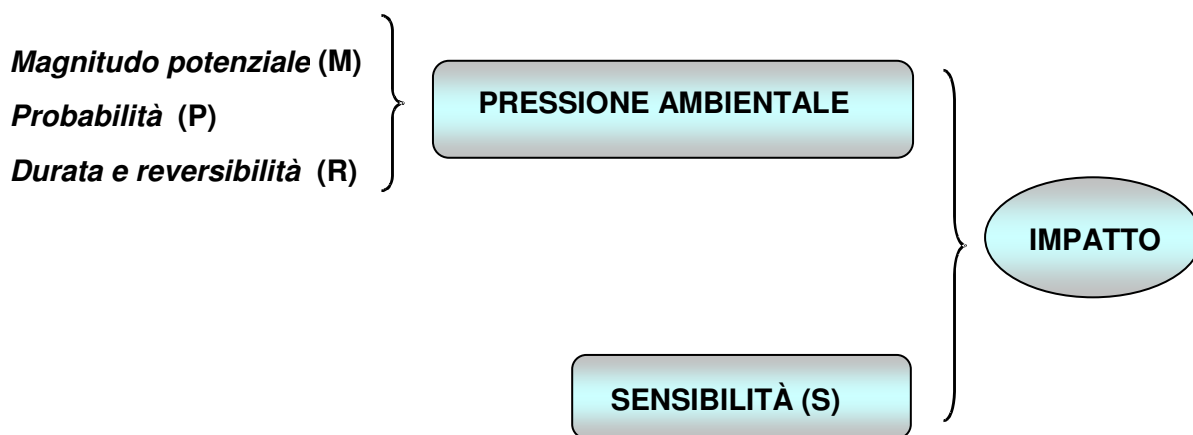 Magnitudo potenziale (M)
Probabilità (P)
Durata e reversibilità (R)
PRESSIONE AMBIENTALE
IMPATTO
SENSIBILITÀ (S)